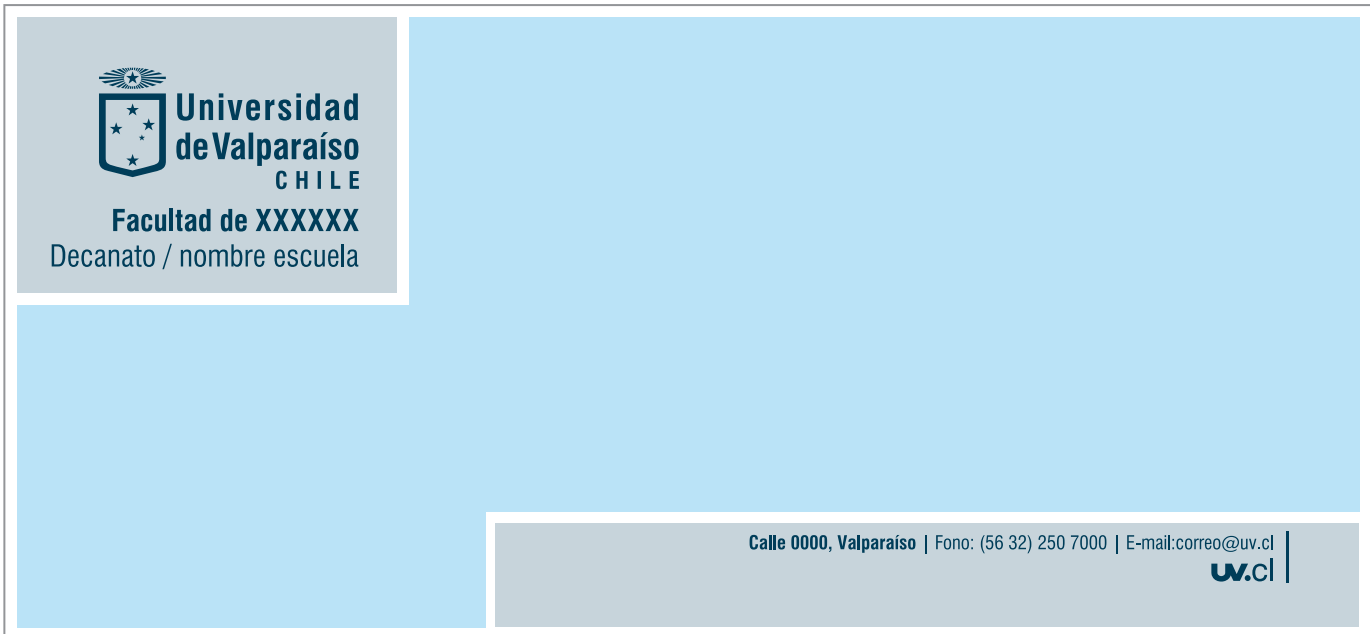 Universidad
de Valparaíso
CHILE
Facultad de XXXXXX
Decanato / nombre escuela
Calle 0000, Valparaíso | Fono: (56 32) 250 7000 | E-mail:correo@uv.cl
uv.cl